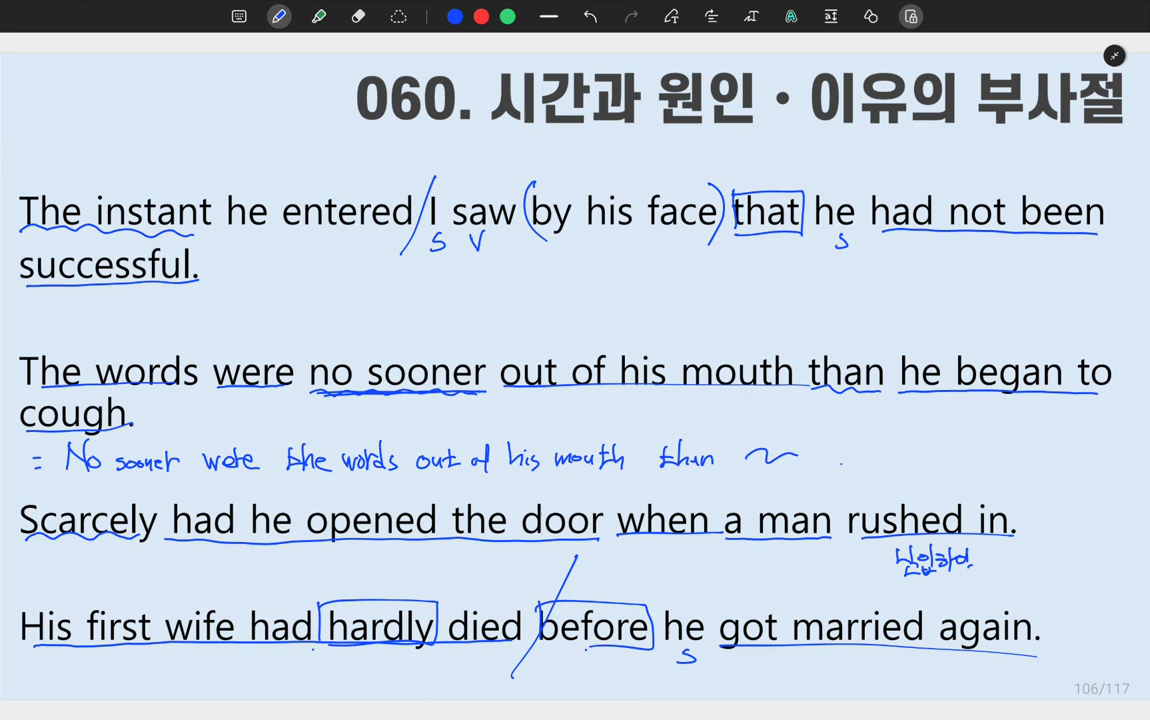 060. 시간과 원인・이유의 부사절
The instant he entered I saw by his face that he had not been
S V S
successful.
The words were no sooner out of his mouth than he began to
cough.
= No sooner were the words out of his mouth than ~ .
Scarcely had he opened the door when a man rushed in.
난입하여
His first wife had hardly died before he got married again.
S
106/117